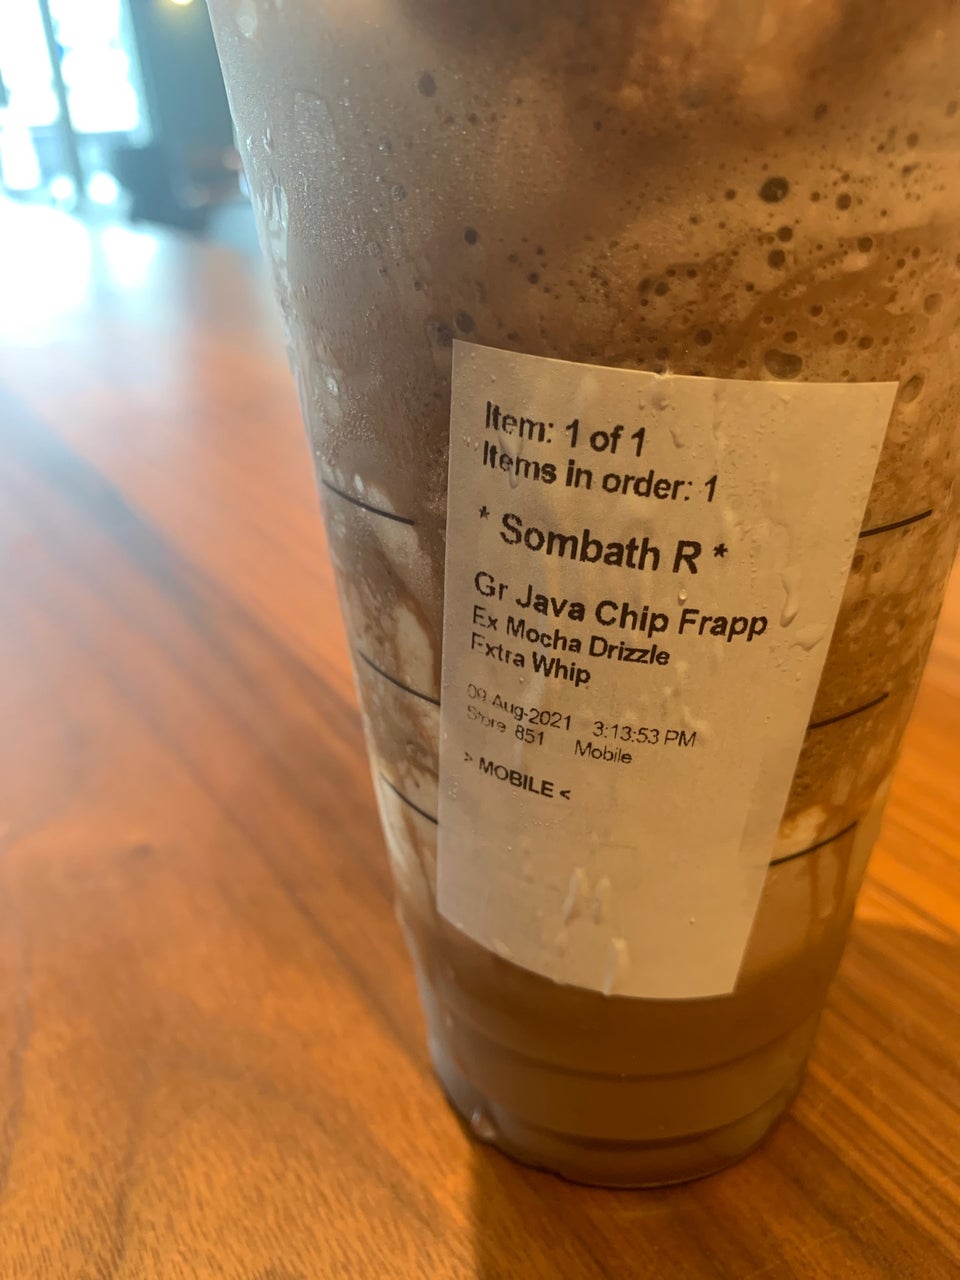 Item: 1 of 1
Items in order: 1
* Sombath R *
Gr Java Chip Frapp
Ex Mocha Drizzle
Extra Whip
09 Aug-2021 3:13:53 PM
Store 851 Mobile
> MOBILE <